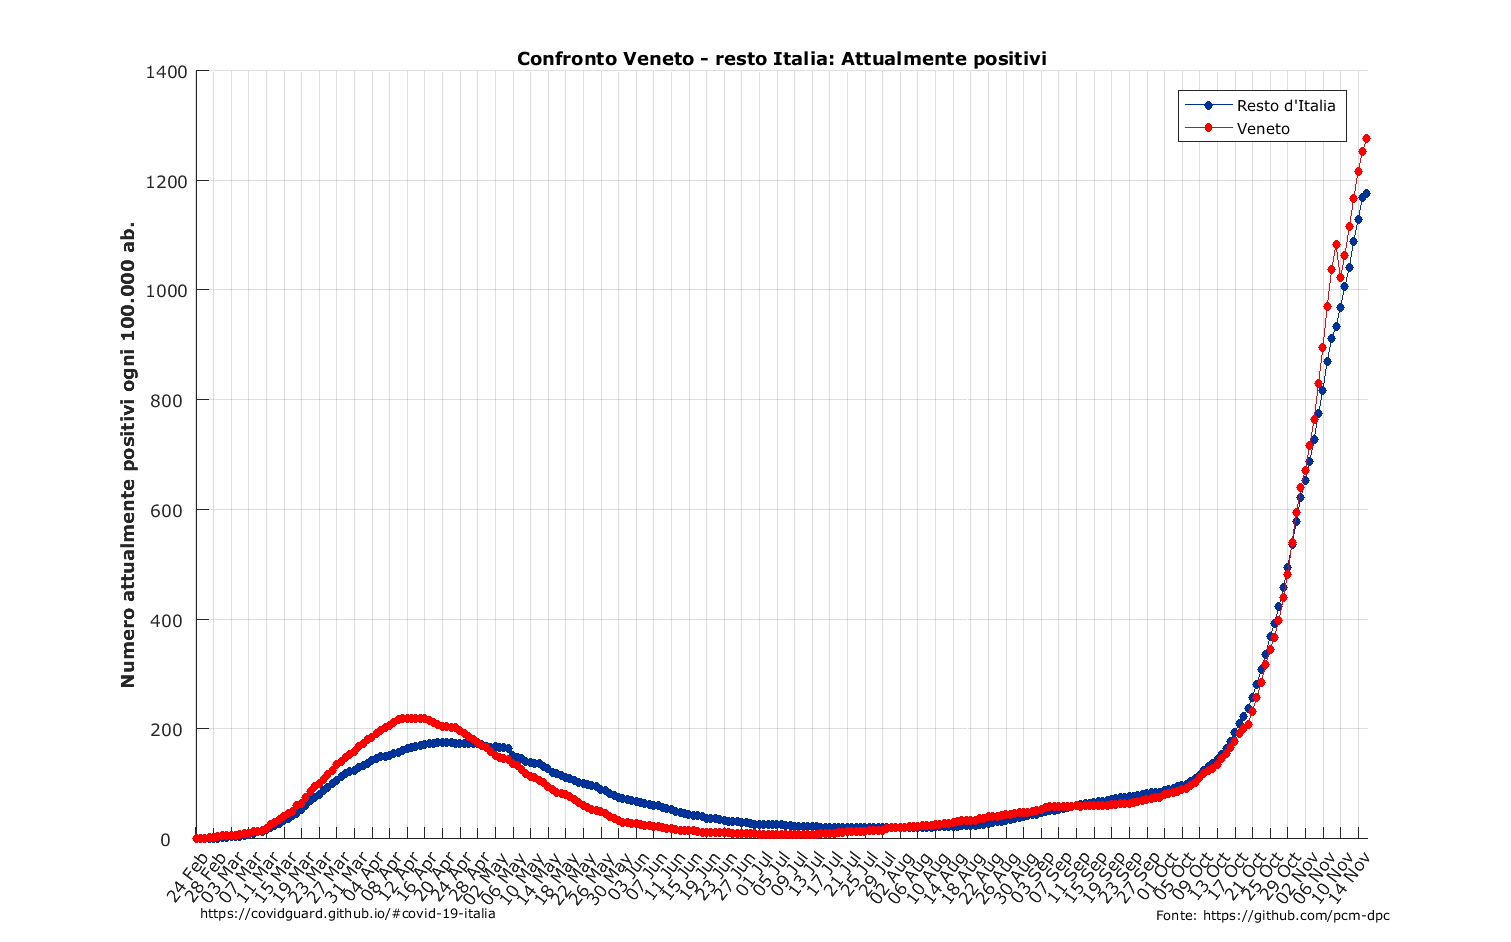 Confronto Veneto - resto Italia: Attualmente positivi
Resto d'Italia
Veneto
Numero attualmente positivi ogni 100.000 ab.
1400
1200
1000
800
600
400
200
0
24 Feb
28 Feb
03 Mar
07 Mar
11 Mar
15 Mar
19 Mar
23 Mar
27 Mar
31 Mar
04 Apr
08 Apr
12 Apr
16 Apr
20 Apr
24 Apr
28 Apr
02 May
06 May
10 May
14 May
18 May
22 May
26 May
30 May
03 Jun
07 Jun
11 Jun
15 Jun
19 Jun
23 Jun
27 Jun
01 Jul
05 Jul
09 Jul
13 Jul
17 Jul
21 Jul
25 Jul
29 Jul
02 Aug
06 Aug
10 Aug
14 Aug
18 Aug
22 Aug
26 Aug
30 Aug
03 Sep
07 Sep
11 Sep
15 Sep
19 Sep
23 Sep
27 Sep
01 Oct
05 Oct
09 Oct
13 Oct
17 Oct
21 Oct
25 Oct
29 Oct
02 Nov
06 Nov
10 Nov
14 Nov
https://covidguard.github.io/#covid-19-italia
Fonte: https://github.com/pcm-dpc